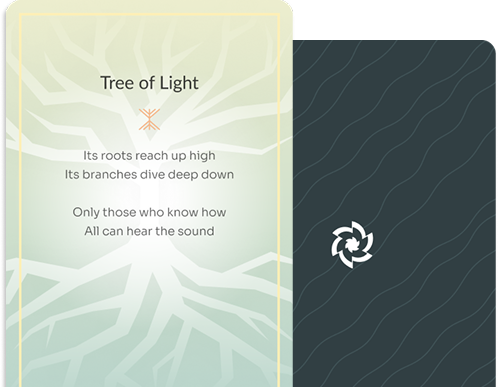 Tree of Light
Its roots reach up high
Its branches dive deep down
Only those who know how
All can hear the sound